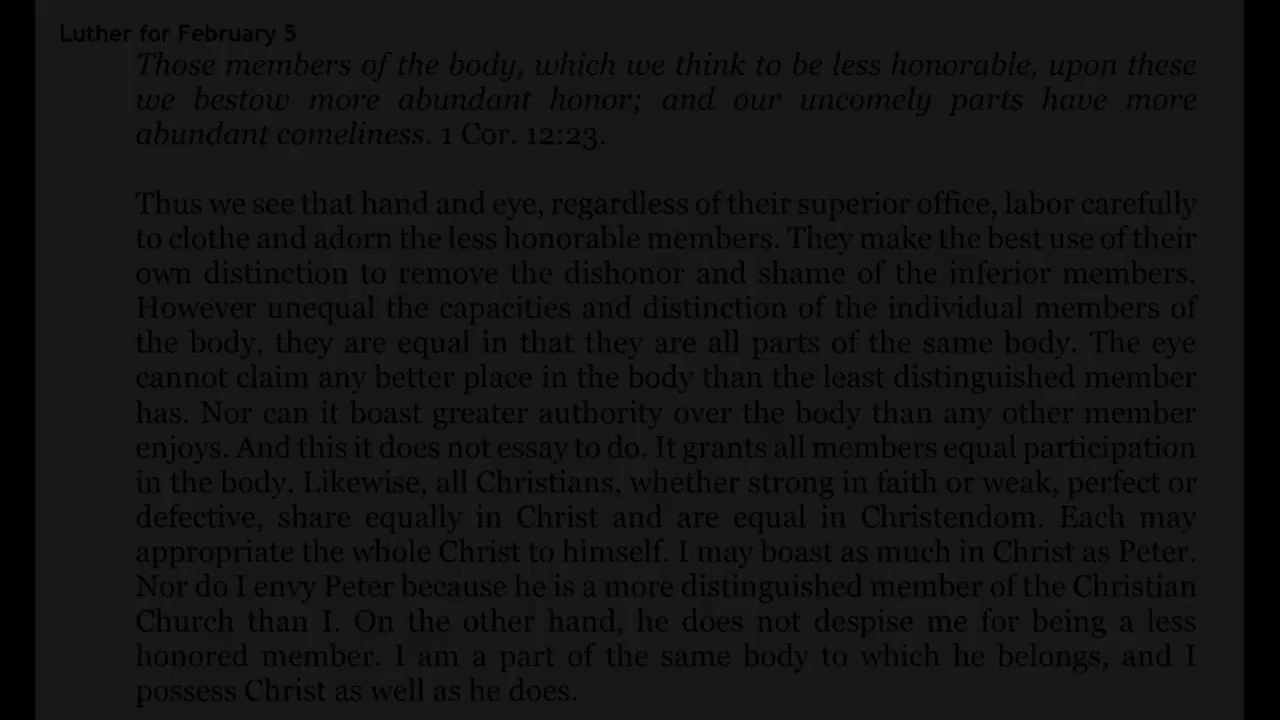 Luther for February 5
Those members of the body, which we think to be less honorable, upon these
we bestow more abundant honor; and our uncomely parts have more
abundant comeliness. 1 Cor. 12:23.
Thus we see that hand and eye, regardless of their superior office, labor carefully
to clothe and adorn the less honorable members. They make the best use of their
own distinction to remove the dishonor and shame of the inferior members.
However unequal the capacities and distinction of the individual members of
the body, they are equal in that they are all parts of the same body. The eye
cannot claim any better place in the body than the least distinguished member
has. Nor can it boast greater authority over the body than any other member
enjoys. And this it does not essay to do. It grants all members equal participation
in the body. Likewise, all Christians, whether strong in faith or weak, perfect or
defective, share equally in Christ and are equal in Christendom. Each may
appropriate the whole Christ to himself. I may boast as much in Christ as Peter.
Nor do I envy Peter because he is a more distinguished member of the Christian
Church than I. On the other hand, he does not despise me for being a less
honored member. I am a part of the same body to which he belongs, and I
possess Christ as well as he does.